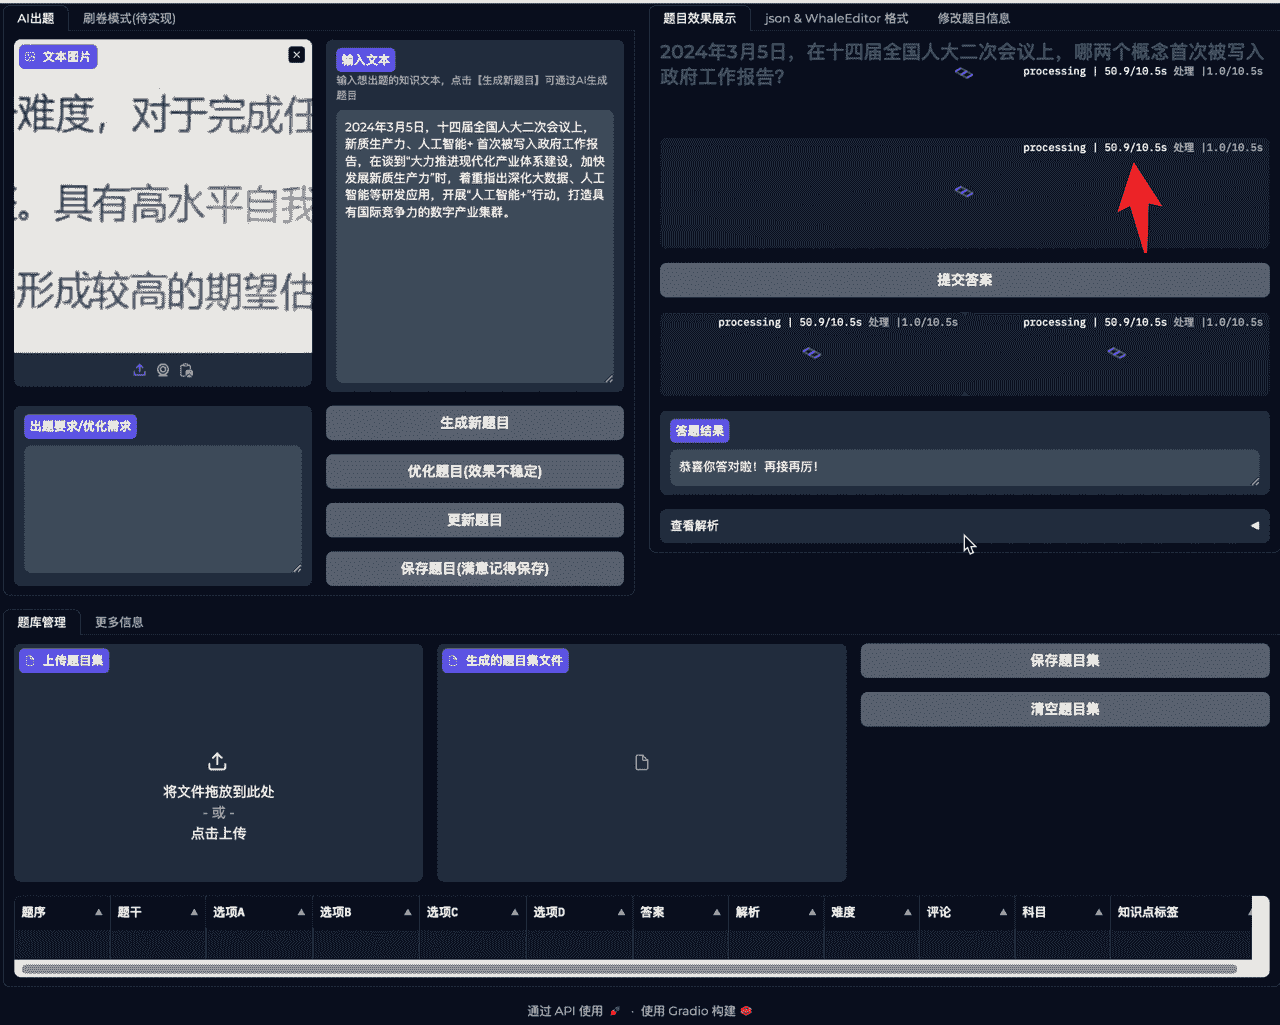 AI出题
刷卷模式(待实现)
文本图片
难度，对于完成任
。具有高水平自我
形成较高的期望估
输入文本
输入想出题的知识文本，点击【生成新题目】可通过AI生成
题目
2024年3月5日，十四届全国人大二次会议上，
新质生产力、人工智能+ 首次被写入政府工作报
告，在谈到“大力推进现代化产业体系建设，加快
发展新质生产力”时，着重指出深化大数据、人工
智能等研发应用，开展“人工智能+”行动，打造具
有国际竞争力的数字产业集群。
出题要求/优化需求
生成新题目
优化题目(效果不稳定)
更新题目
保存题目(满意记得保存)
题目效果展示
json & WhaleEditor 格式
修改题目信息
2024年3月5日，在十四届全国人大二次会议上，哪两个概念首次被写入
政府工作报告？
processing | 50.9/10.5s 处理 |1.0/10.5s
processing | 50.9/10.5s 处理 |1.0/10.5s
提交答案
processing | 50.9/10.5s 处理 |1.0/10.5s
processing | 50.9/10.5s 处理 |1.0/10.5s
答题结果
恭喜你答对啦！再接再厉！
查看解析
题库管理
更多信息
上传题目集
将文件拖放到此处
- 或 -
点击上传
生成的题目集文件
保存题目集
清空题目集
题序 题干 选项A 选项B 选项C 选项D 答案 解析 难度 评论 科目 知识点标签
通过 API 使用 · 使用 Gradio 构建